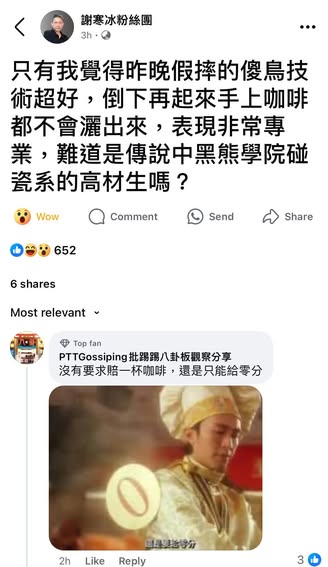 謝寒冰粉絲團
3h
只有我覺得昨晚假摔的傻鳥技
術超好，倒下再起來手上咖啡
都不會灑出來，表現非常專
業，難道是傳說中黑熊學院碰
瓷系的高材生嗎？
Wow Comment Send Share
652
6 shares
Most relevant
Top fan
PTTGossiping批踢踢八卦板觀察分享
沒有要求賠一杯咖啡，還是只能給零分
0
還是要給零分
2h Like Reply 3